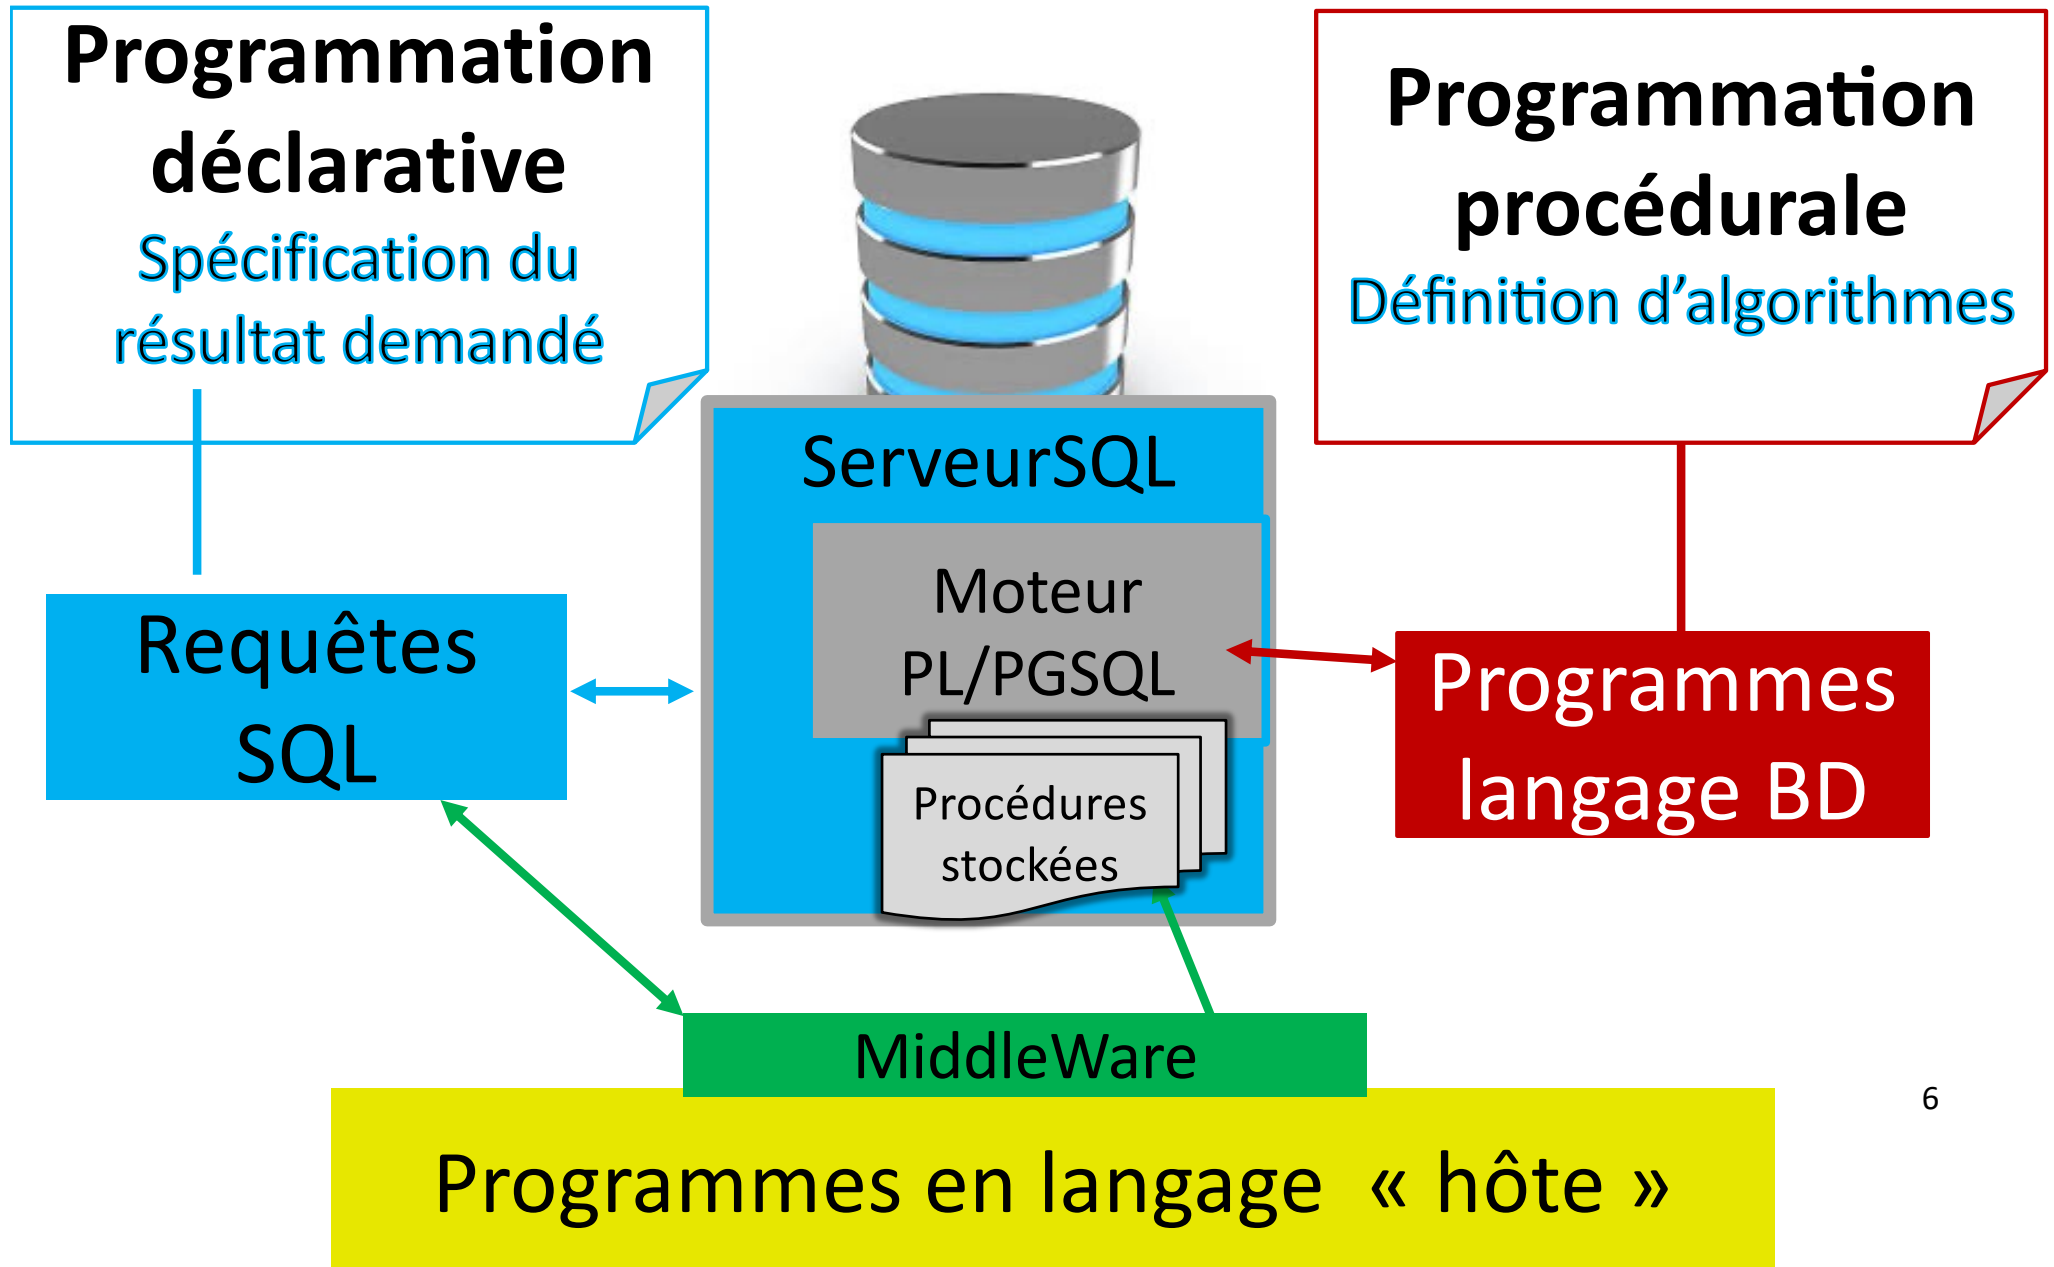 Programmation
déclarative
Spécification du
résultat demandé
Programmation
procédurale
Définition d’algorithmes
ServeurSQL
Moteur
PL/PGSQL
Requêtes
SQL
Programmes
langage BD
Procédures
stockées
MiddleWare
6
Programmes en langage « hôte »